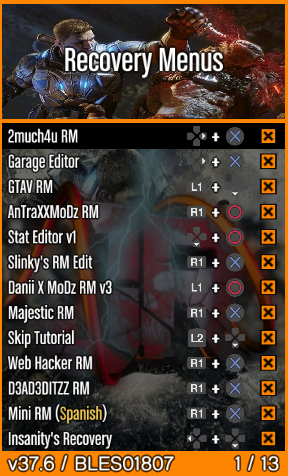 Recovery Menus
2much4u RM +
Garage Editor +
GTAV RM L1 +
AnTraXXMoDz RM R1 +
Stat Editor v1 +
Slinky's RM Edit R1 +
Danii X MoDz RM v3 L1 +
Majestic RM R1 +
Skip Tutorial L2 +
Web Hacker RM R1 +
D3AD3DITZZ RM R1 +
Mini RM (Spanish) R1 +
Insanity's Recovery +
v37.6 / BLES01807 1 / 13